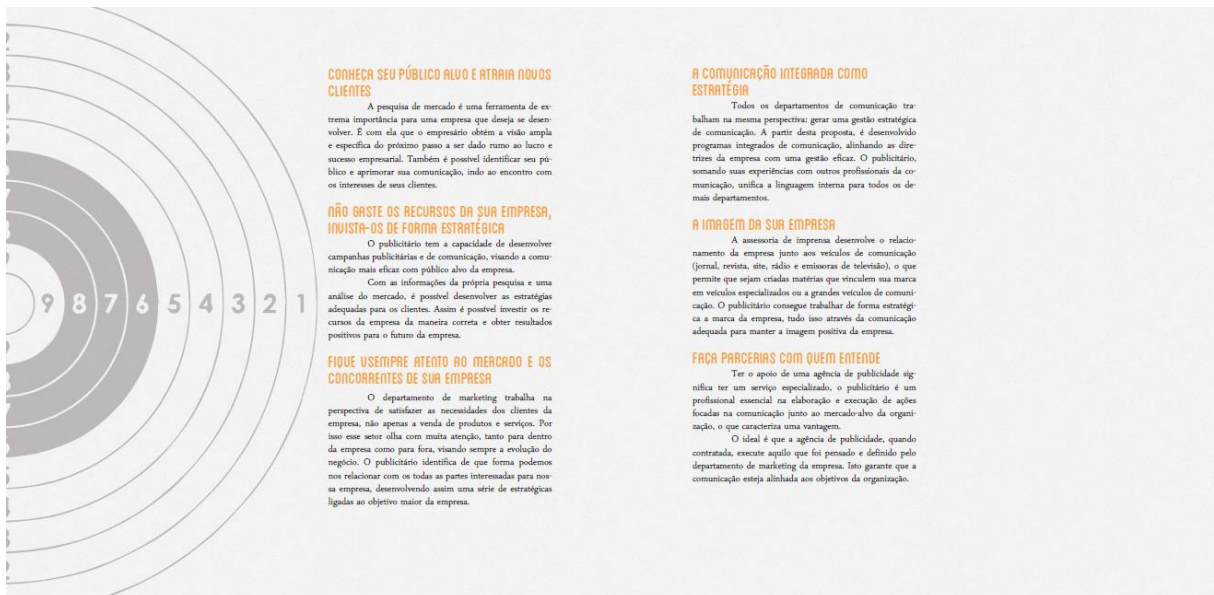 9 8 7 6 5 4 3 2 1
CONHEÇA SEU PÚBLICO ALVO E ATRAIA NOVOS
CLIENTES
A pesquisa de mercado é uma ferramenta de ex-
trema importância para uma empresa que deseja se desen-
volver. É com ela que o empresário obtém a visão ampla
e específica do próximo passo a ser dado rumo ao lucro e
sucesso empresarial. Também é possível identificar seu pú-
blico e aprimorar sua comunicação, indo ao encontro com
os interesses de seus clientes.
NÃO GASTE OS RECURSOS DA SUA EMPRESA,
INVISTA-OS DE FORMA ESTRATÉGICA
O publicitário tem a capacidade de desenvolver
campanhas publicitárias e de comunicação, visando a comu-
nicação mais eficaz com público alvo da empresa.
Com as informações da própria pesquisa e uma
análise do mercado, é possível desenvolver as estratégias
adequadas para os clientes. Assim é possível investir os re-
cursos da empresa da maneira correta e obter resultados
positivos para o futuro da empresa.
FIQUE VSEMPRE ATENTO AO MERCADO E OS
CONCORRENTES DE SUA EMPRESA
O departamento de marketing trabalha na
perspectiva de satisfazer as necessidades dos clientes da
empresa, não apenas a venda de produtos e serviços. Por
isso esse setor olha com muita atenção, tanto para dentro
da empresa como para fora, visando sempre a evolução do
negócio. O publicitário identifica de que forma podemos
nos relacionar com os todas as partes interessadas para nos-
sa empresa, desenvolvendo assim uma série de estratégicas
ligadas ao objetivo maior da empresa.
A COMUNICAÇÃO INTEGRADA COMO
ESTRATÉGIA
Todos os departamentos de comunicação tra-
balham na mesma perspectiva: gerar uma gestão estratégica
de comunicação. A partir desta proposta, é desenvolvido
programas integrados de comunicação, alinhando as dire-
trizes da empresa com uma gestão eficaz. O publicitário,
somando suas experiências com outros profissionais da co-
municação, unifica a linguagem interna para todos os de-
mais departamentos.
A IMAGEM DA SUA EMPRESA
A assessoria de imprensa desenvolve o relacio-
namento da empresa junto aos veículos de comunicação
(jornal, revista, site, rádio e emissoras de televisão), o que
permite que sejam criadas matérias que vinculem sua marca
em veículos especializados ou a grandes veículos de comuni-
cação. O publicitário consegue trabalhar de forma estratégi-
ca a marca da empresa, tudo isso através da comunicação
adequada para manter a imagem positiva da empresa.
FAÇA PARCERIAS COM QUEM ENTENDE
Ter o apoio de uma agência de publicidade sig-
nifica ter um serviço especializado, o publicitário é um
profissional essencial na elaboração e execução de ações
focadas na comunicação junto ao mercado-alvo da organi-
zação, o que caracteriza uma vantagem.
O ideal é que a agência de publicidade, quando
contratada, execute aquilo que foi pensado e definido pelo
departamento de marketing da empresa. Isto garante que a
comunicação esteja alinhada aos objetivos da organização.